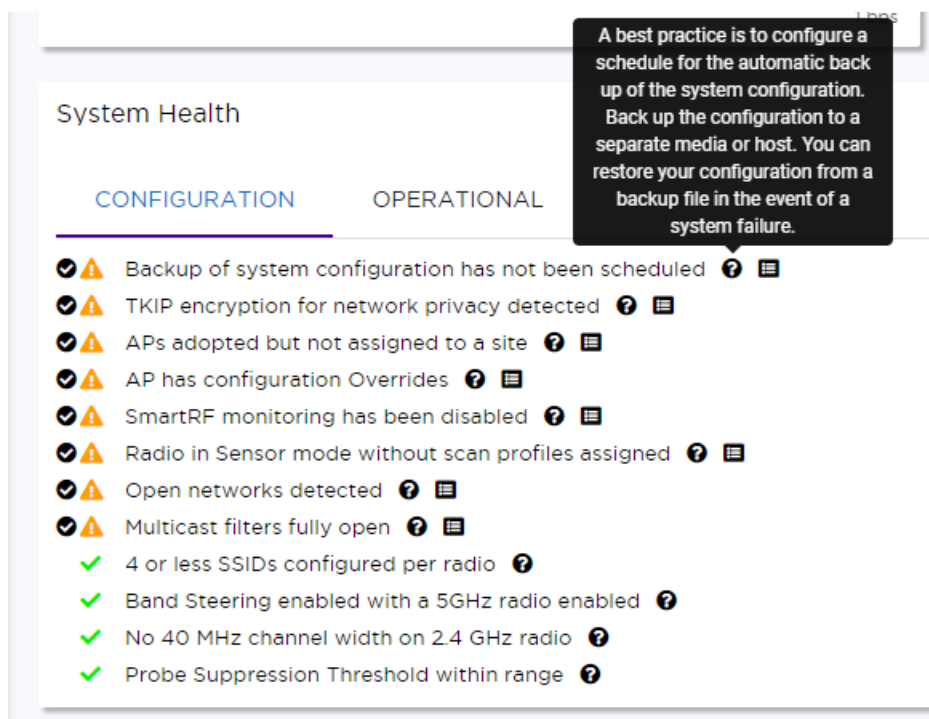 A best practice is to configure a
schedule for the automatic back
up of the system configuration.
Back up the configuration to a
separate media or host. You can
restore your configuration from a
backup file in the event of a
system failure.
System Health
CONFIGURATION OPERATIONAL
Backup of system configuration has not been scheduled
TKIP encryption for network privacy detected
APs adopted but not assigned to a site
AP has configuration Overrides
SmartRF monitoring has been disabled
Radio in Sensor mode without scan profiles assigned
Open networks detected
Multicast filters fully open
4 or less SSIDs configured per radio
Band Steering enabled with a 5GHz radio enabled
No 40 MHz channel width on 2.4 GHz radio
Probe Suppression Threshold within range